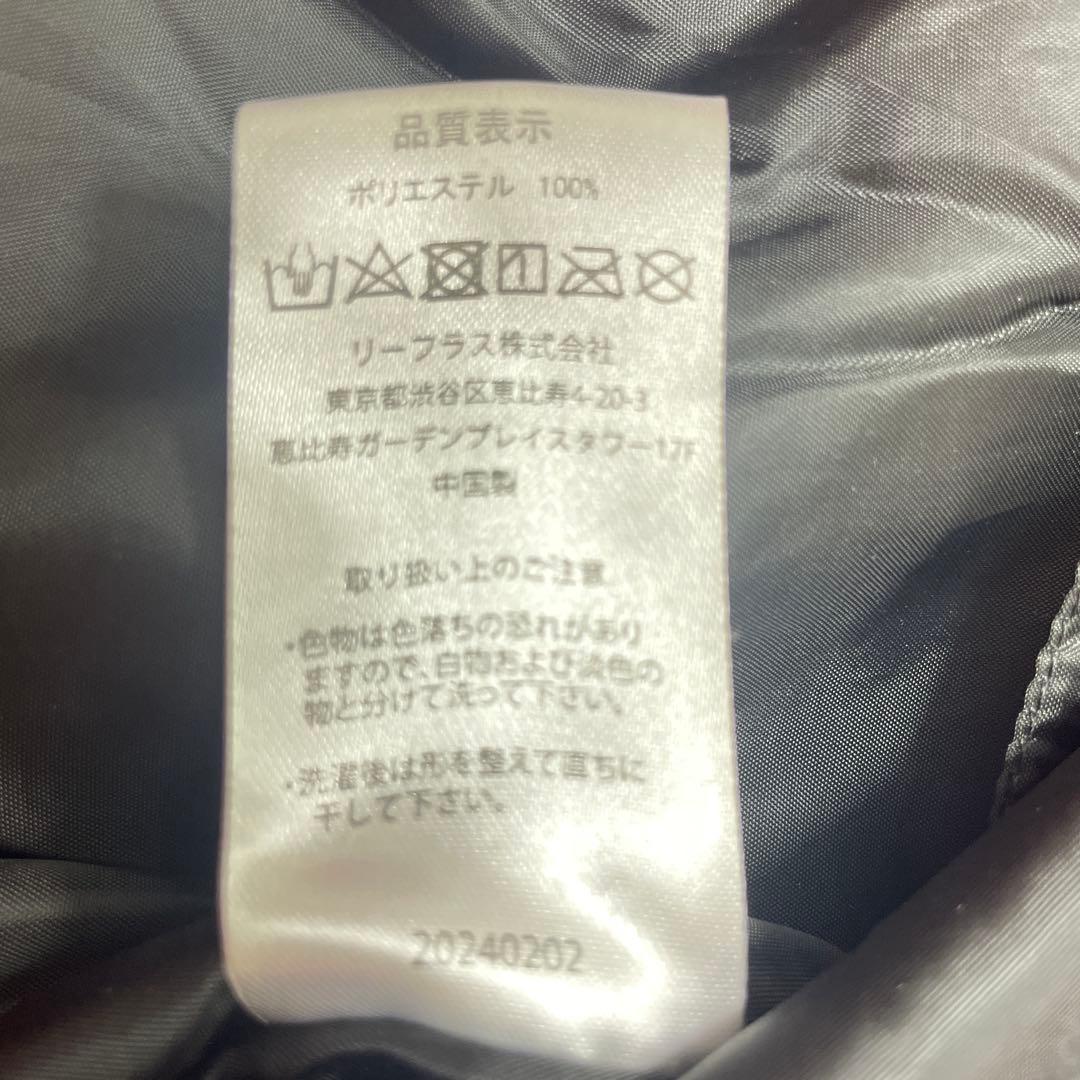 品質表示
ポリエステル 100%
リーフラス株式会社
東京都渋谷区恵比寿4-20-3
恵比寿ガーデンプレイスタワー17F
中国製
取り扱い上のご注意
・色物は色落ちの恐れがあり
ますので、白物および淡色の
物と分けて洗って下さい。
・洗濯後は形を整えて直ちに
干して下さい。
20240202